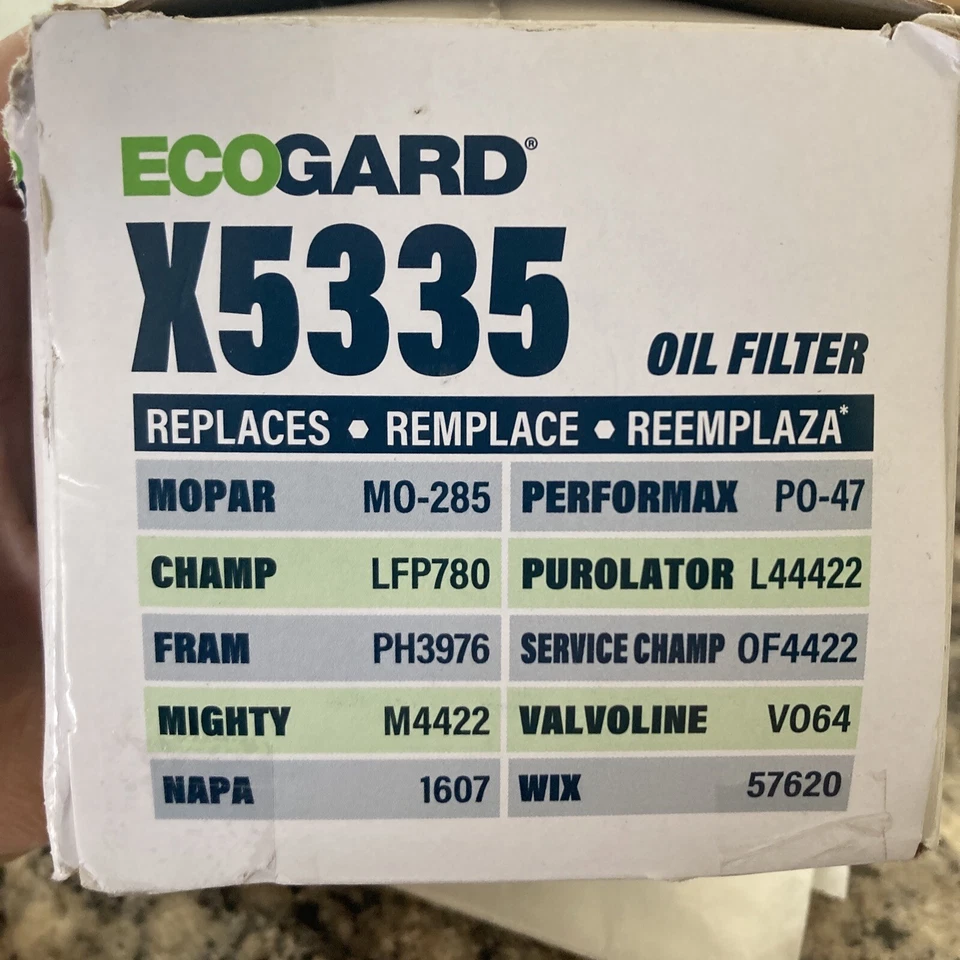 ECOGARD®
X5335
OIL FILTER
REPLACES • REMPLACE • REEMPLAZA*
MOPAR MO-285 PERFORMAX PO-47
CHAMP LFP780 PUROLATOR L44422
FRAM PH3976 SERVICE CHAMP OF4422
MIGHTY M4422 VALVOLINE VO64
NAPA 1607 WIX 57620